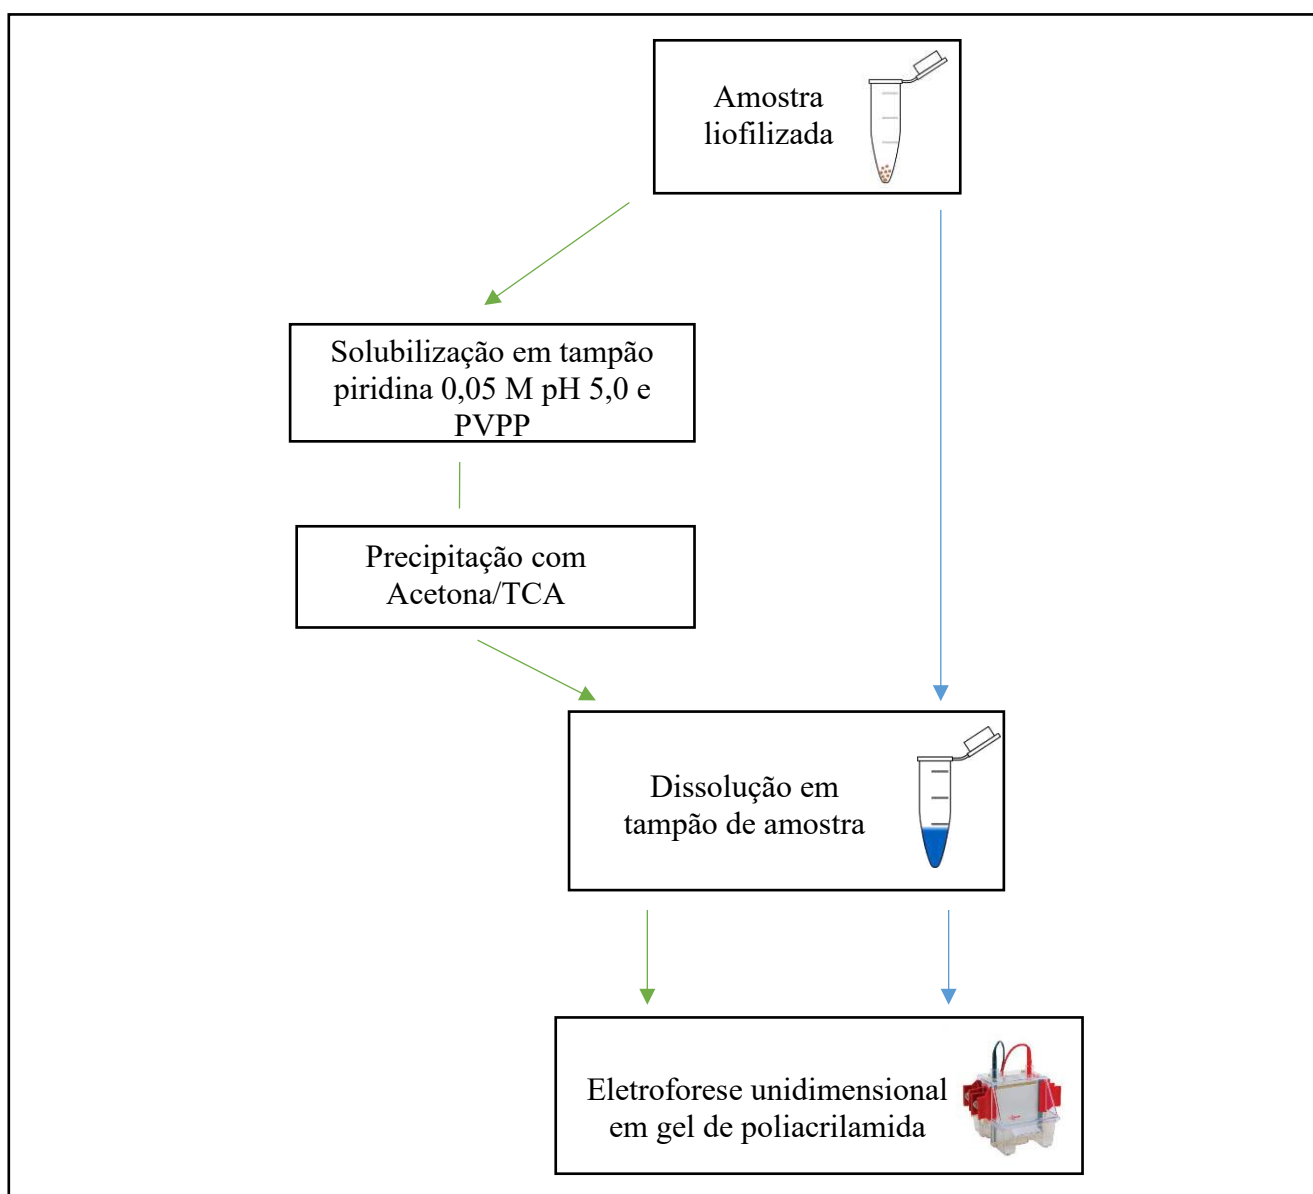 Amostra
liofilizada
Solubilização em tampão
piridina 0,05 M pH 5,0 e
PVPP
Precipitação com
Acetona/TCA
Dissolução em
tampão de amostra
Eletroforese unidimensional
em gel de poliacrilamida